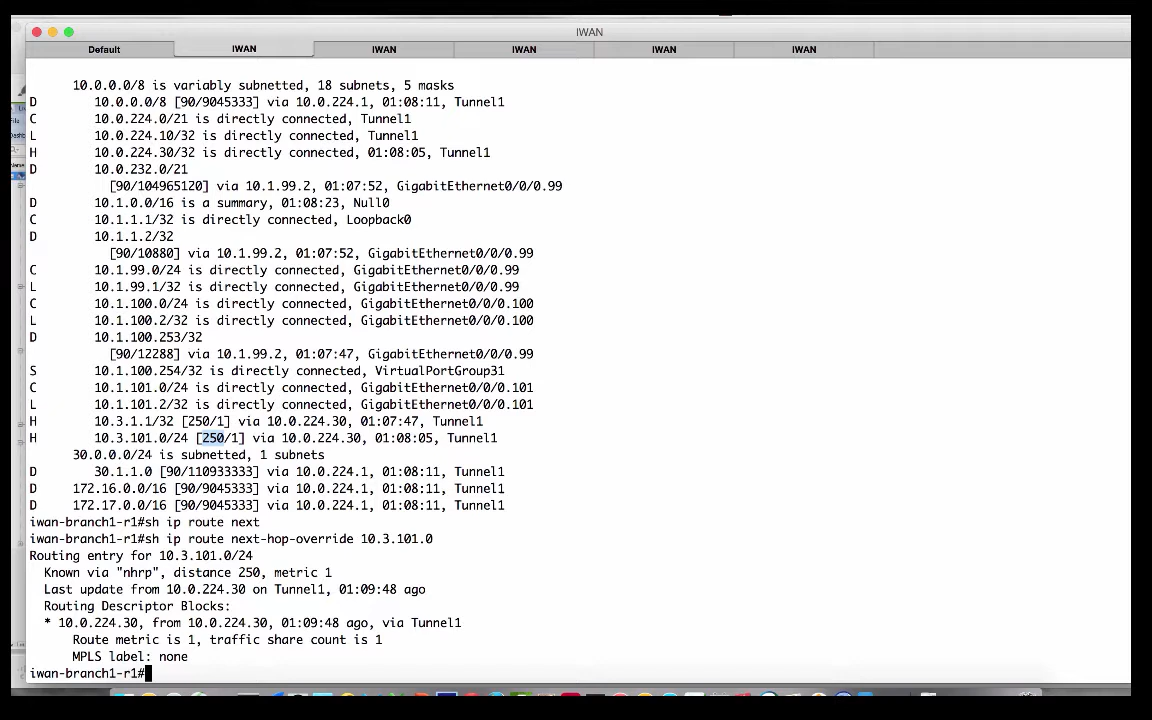 IWAN
Default IWAN IWAN IWAN IWAN IWAN
10.0.0.0/8 is variably subnetted, 18 subnets, 5 masks
D 10.0.0.0/8 [90/9045333] via 10.0.224.1, 01:08:11, Tunnel1
C 10.0.224.0/21 is directly connected, Tunnel1
L 10.0.224.10/32 is directly connected, Tunnel1
H 10.0.224.30/32 is directly connected, 01:08:05, Tunnel1
D 10.0.232.0/21
[90/104965120] via 10.1.99.2, 01:07:52, GigabitEthernet0/0/0.99
D 10.1.0.0/16 is a summary, 01:08:23, Null0
C 10.1.1.1/32 is directly connected, Loopback0
D 10.1.1.2/32
[90/10880] via 10.1.99.2, 01:07:52, GigabitEthernet0/0/0.99
C 10.1.99.0/24 is directly connected, GigabitEthernet0/0/0.99
L 10.1.99.1/32 is directly connected, GigabitEthernet0/0/0.99
C 10.1.100.0/24 is directly connected, GigabitEthernet0/0/0.100
L 10.1.100.2/32 is directly connected, GigabitEthernet0/0/0.100
D 10.1.100.253/32
[90/12288] via 10.1.99.2, 01:07:47, GigabitEthernet0/0/0.99
S 10.1.100.254/32 is directly connected, VirtualPortGroup31
C 10.1.101.0/24 is directly connected, GigabitEthernet0/0/0.101
L 10.1.101.2/32 is directly connected, GigabitEthernet0/0/0.101
H 10.3.1.1/32 [250/1] via 10.0.224.30, 01:07:47, Tunnel1
H 10.3.101.0/24 [250/1] via 10.0.224.30, 01:08:05, Tunnel1
30.0.0.0/24 is subnetted, 1 subnets
D 30.1.1.0 [90/110933333] via 10.0.224.1, 01:08:11, Tunnel1
D 172.16.0.0/16 [90/9045333] via 10.0.224.1, 01:08:11, Tunnel1
D 172.17.0.0/16 [90/9045333] via 10.0.224.1, 01:08:11, Tunnel1
iwan-branch1-r1#sh ip route next
iwan-branch1-r1#sh ip route next-hop-override 10.3.101.0
Routing entry for 10.3.101.0/24
Known via "nhrp", distance 250, metric 1
Last update from 10.0.224.30 on Tunnel1, 01:09:48 ago
Routing Descriptor Blocks:
* 10.0.224.30, from 10.0.224.30, 01:09:48 ago, via Tunnel1
Route metric is 1, traffic share count is 1
MPLS label: none
iwan-branch1-r1#